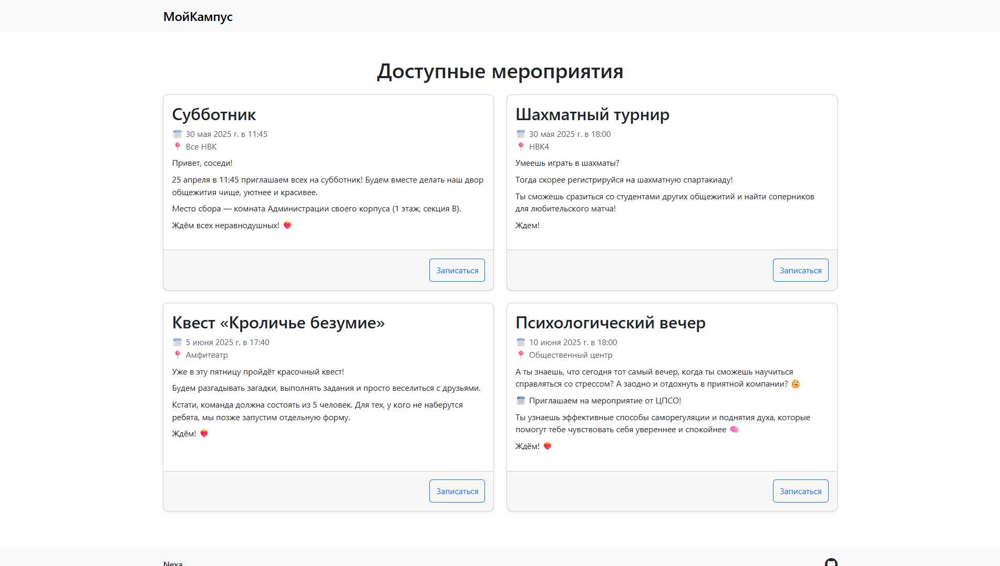 МойКампус
Доступные мероприятия
Субботник
30 мая 2025 г. в 11:45
Все НВК
Привет, соседи!
25 апреля в 11:45 приглашаем всех на субботник! Будем вместе делать наш двор
общежития чище, уютнее и красивее.
Место сбора — комната Администрации своего корпуса (1 этаж, секция В).
Ждём всех неравнодушных!
Записаться
Шахматный турнир
30 мая 2025 г. в 18:00
НВК4
Умеешь играть в шахматы?
Тогда скорее регистрируйся на шахматную спартакиаду!
Ты сможешь сразиться со студентами других общежитий и найти соперников
для любительского матча!
Ждем!
Записаться
Квест «Кроличье безумие»
5 июня 2025 г. в 17:40
Амфитеатр
Уже в эту пятницу пройдёт красочный квест!
Будем разгадывать загадки, выполнять задания и просто веселиться с друзьями.
Кстати, команда должна состоять из 5 человек. Для тех, у кого не наберутся
ребята, мы позже запустим отдельную форму.
Ждём!
Записаться
Психологический вечер
10 июня 2025 г. в 18:00
Общественный центр
А ты знаешь, что сегодня тот самый вечер, когда ты сможешь научиться
справляться со стрессом? А заодно и отдохнуть в приятной компании? 🤔
Приглашаем на мероприятие от ЦПСО!
Ты узнаешь эффективные способы саморегуляции и поднятия духа, которые
помогут тебе чувствовать себя увереннее и спокойнее 🧠
Ждём!
Записаться
Nexa